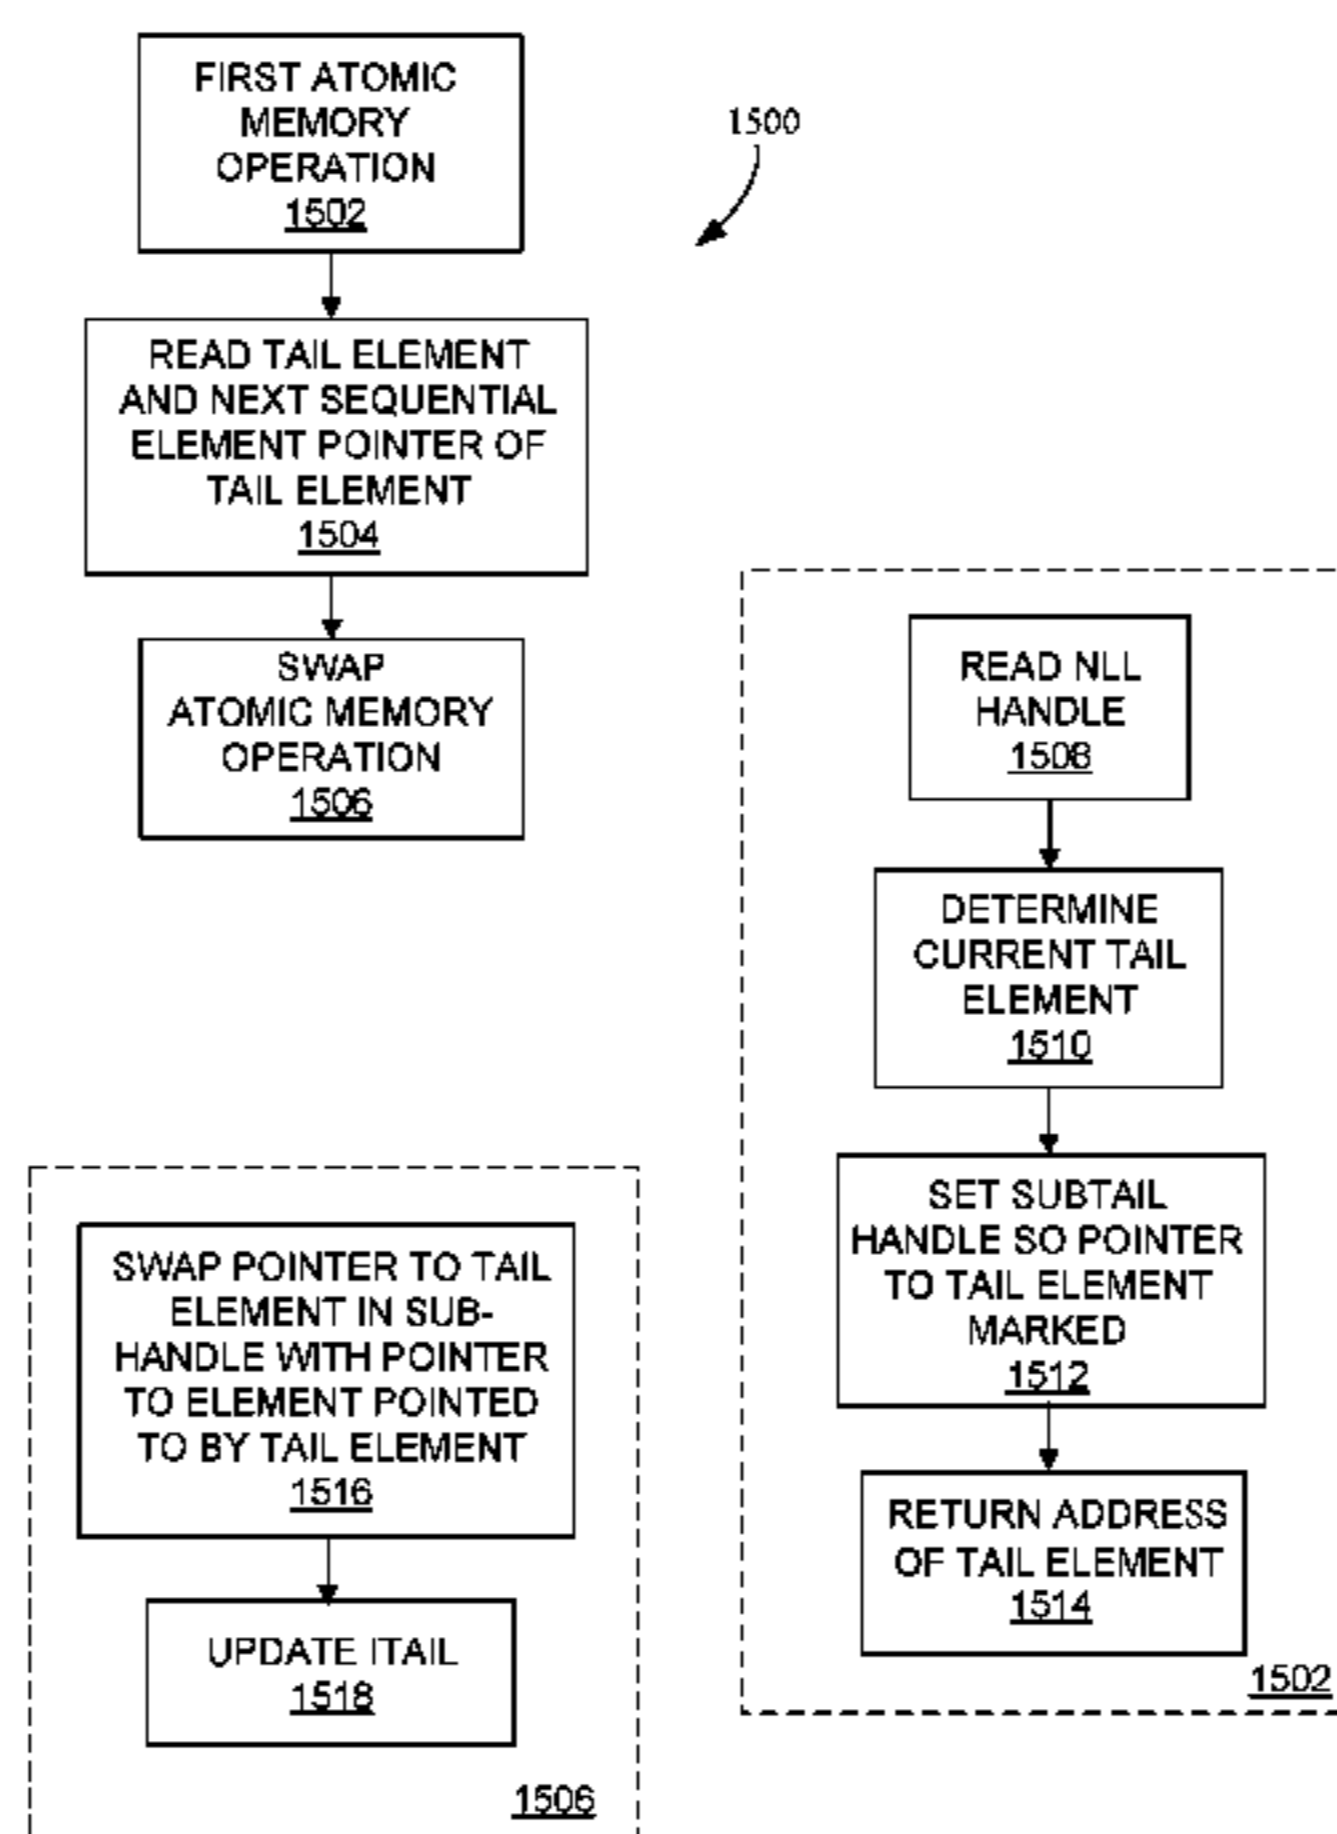 FIRST ATOMIC
MEMORY
OPERATION
1502
1500
READ TAIL ELEMENT
AND NEXT SEQUENTIAL
ELEMENT POINTER OF
TAIL ELEMENT
1504
SWAP
ATOMIC MEMORY
OPERATION
1506
READ NLL
HANDLE
1508
DETERMINE
CURRENT TAIL
ELEMENT
1510
SET SUBTAIL
HANDLE SO POINTER
TO TAIL ELEMENT
MARKED
1512
RETURN ADDRESS
OF TAIL ELEMENT
1514
1502
SWAP POINTER TO TAIL
ELEMENT IN SUB-
HANDLE WITH POINTER
TO ELEMENT POINTED
TO BY TAIL ELEMENT
1516
UPDATE ITAIL
1518
1506